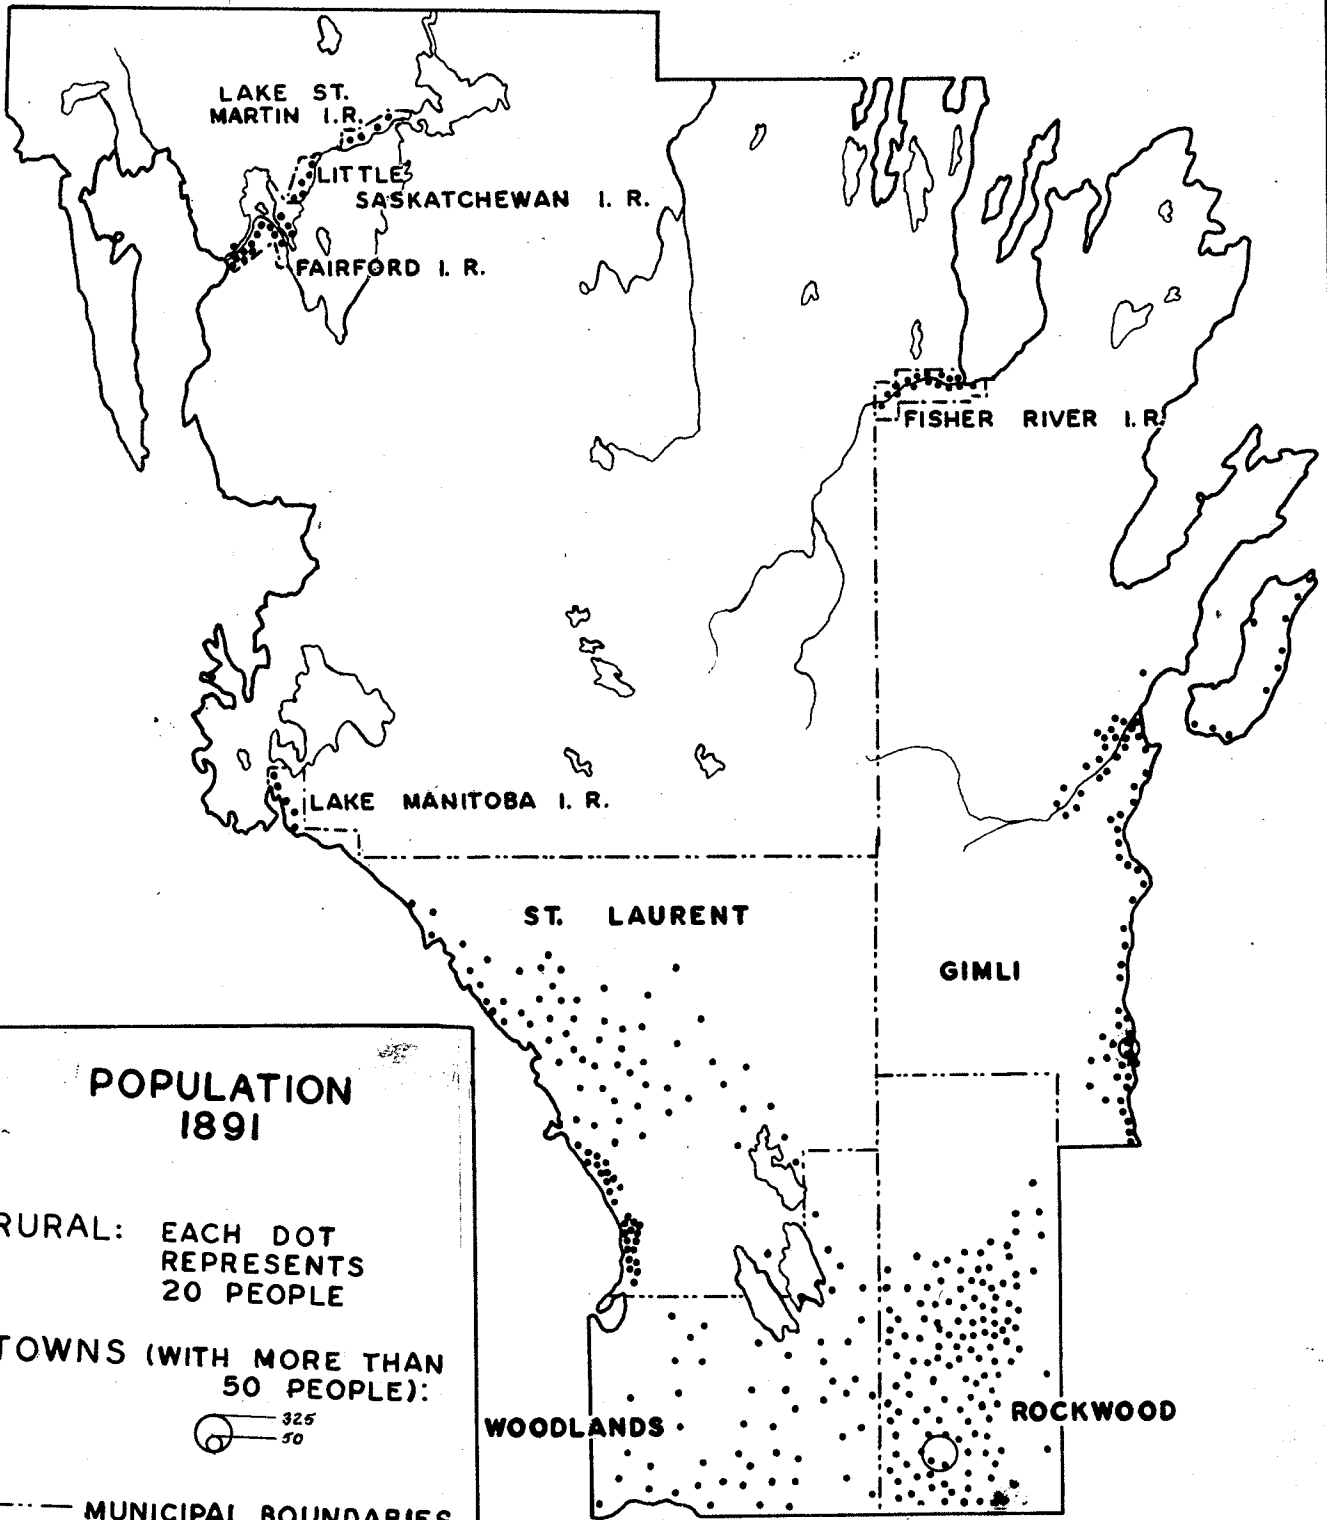 LAKE ST.
MARTIN I.R.
LITTLE
SASKATCHEWAN I. R.
FAIRFORD I. R.
FISHER RIVER I. R.
LAKE MANITOBA I. R.
ST. LAURENT
GIMLI
POPULATION
1891
RURAL: EACH DOT
REPRESENTS
20 PEOPLE
TOWNS (WITH MORE THAN
50 PEOPLE):
325
50
WOODLANDS
ROCKWOOD
MUNICIPAL BOUNDARIES